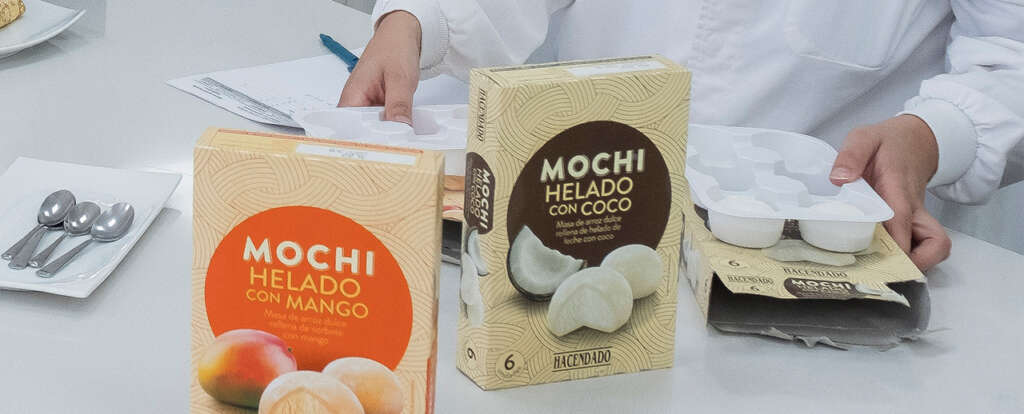 MOCHI
HELADO
CON MANGO
Masa de arroz dulce
rellena de sorbete
con mango
HACENDADO
MOCHI
6
MOCHI
HELADO
CON COCO
Masa de arroz dulce
rellena de helado de
leche con coco
6
HACENDADO
6
HACENDADO
MOCHI